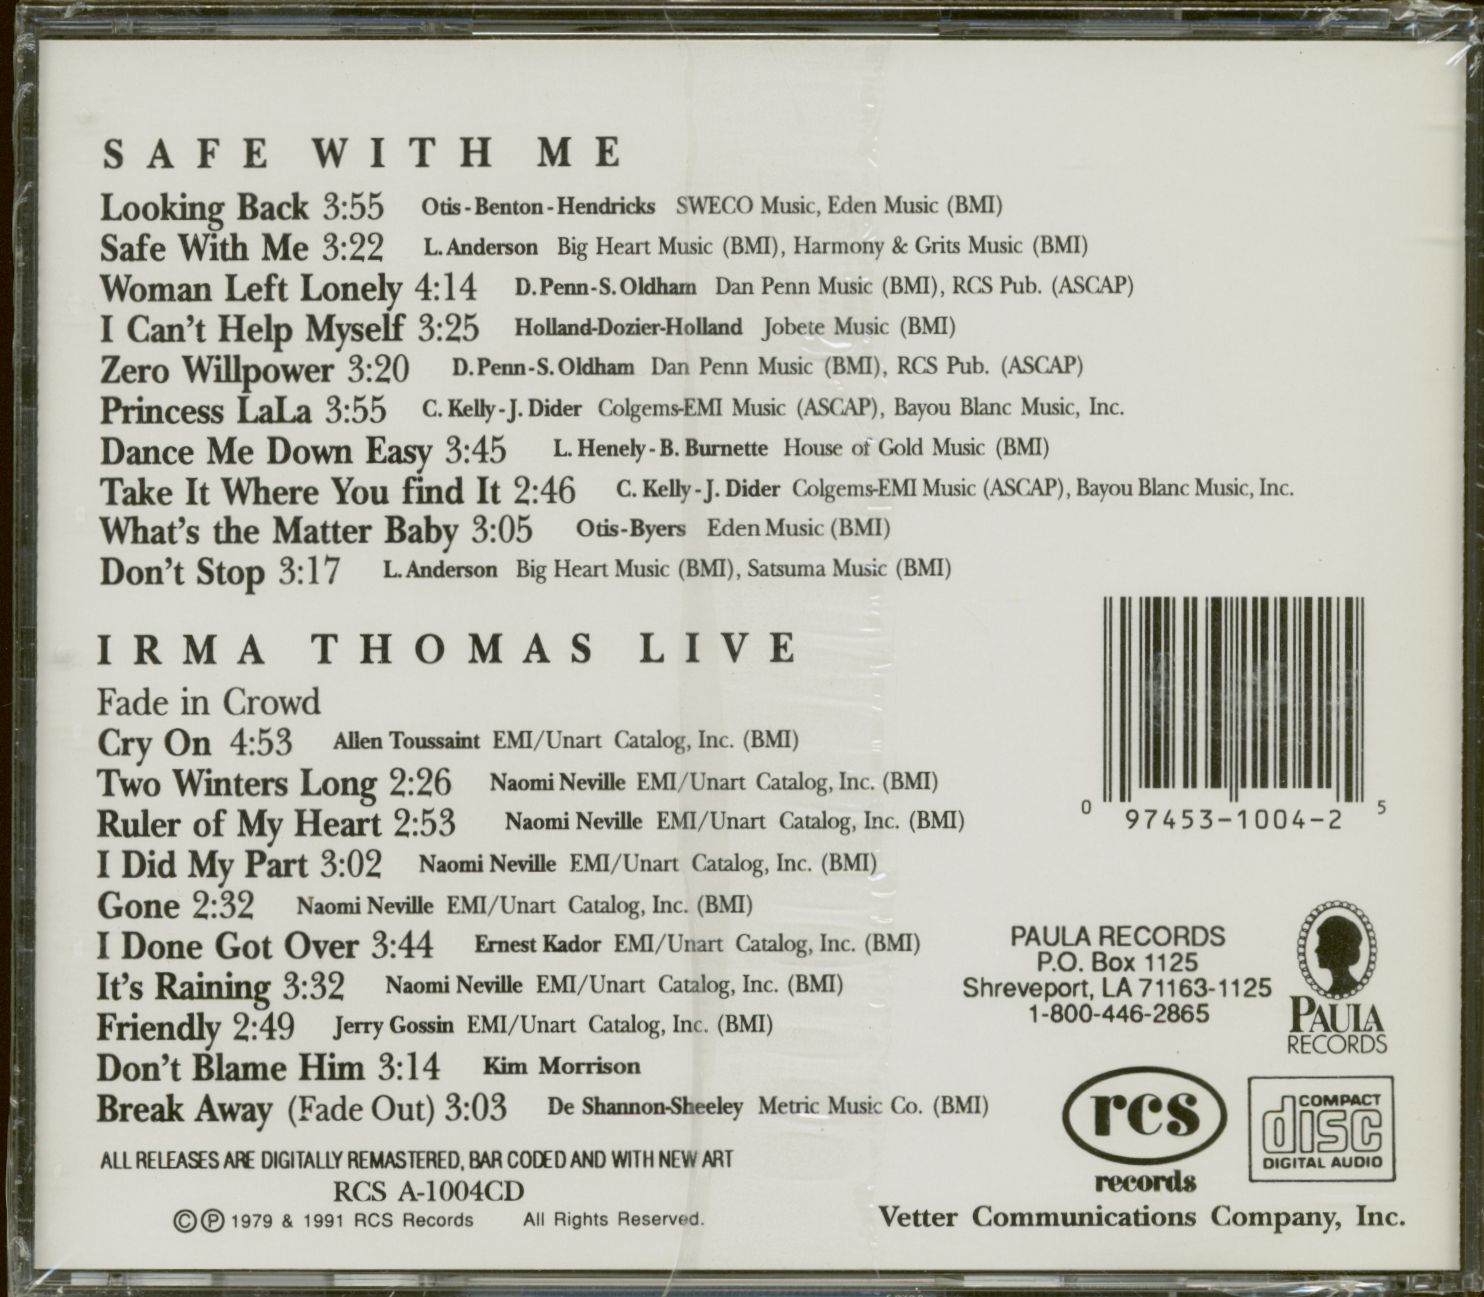 SAFE WITH ME
Looking Back 3:55 Otis-Benton-Hendricks SWECO Music, Eden Music (BMI)
Safe With Me 3:22 L. Anderson Big Heart Music (BMI), Harmony & Grits Music (BMI)
Woman Left Lonely 4:14 D. Penn-S. Oldham Dan Penn Music (BMI), RCS Pub. (ASCAP)
I Can't Help Myself 3:25 Holland-Dozier-Holland Jobete Music (BMI)
Zero Willpower 3:20 D. Penn-S. Oldham Dan Penn Music (BMI), RCS Pub. (ASCAP)
Princess LaLa 3:55 C. Kelly-J. Dider Colgems-EMI Music (ASCAP), Bayou Blanc Music, Inc.
Dance Me Down Easy 3:45 L. Henely-B. Burnette House of Gold Music (BMI)
Take It Where You find It 2:46 C. Kelly-J. Dider Colgems-EMI Music (ASCAP), Bayou Blanc Music, Inc.
What's the Matter Baby 3:05 Otis-Byers Eden Music (BMI)
Don't Stop 3:17 L. Anderson Big Heart Music (BMI), Satsuma Music (BMI)
IRMA THOMAS LIVE
Fade in Crowd
Cry On 4:53 Allen Toussaint EMI/Unart Catalog, Inc. (BMI)
Two Winters Long 2:26 Naomi Neville EMI/Unart Catalog, Inc. (BMI)
Ruler of My Heart 2:53 Naomi Neville EMI/Unart Catalog, Inc. (BMI)
I Did My Part 3:02 Naomi Neville EMI/Unart Catalog, Inc. (BMI)
Gone 2:32 Naomi Neville EMI/Unart Catalog, Inc. (BMI)
I Done Got Over 3:44 Ernest Kador EMI/Unart Catalog, Inc. (BMI)
It's Raining 3:32 Naomi Neville EMI/Unart Catalog, Inc. (BMI)
Friendly 2:49 Jerry Gossin EMI/Unart Catalog, Inc. (BMI)
Don't Blame Him 3:14 Kim Morrison
Break Away (Fade Out) 3:03 De Shannon-Sheeley Metric Music Co. (BMI)
ALL RELEASES ARE DIGITALLY REMASTERED, BAR CODED AND WITH NEW ART
RCS A-1004CD
©℗ 1979 & 1991 RCS Records All Rights Reserved.
0 97453-1004-2 5
PAULA RECORDS
P.O. Box 1125
Shreveport, LA 71163-1125
1-800-446-2865
PAULA
RECORDS
rcs
records
COMPACT
disc
DIGITAL AUDIO
Vetter Communications Company, Inc.